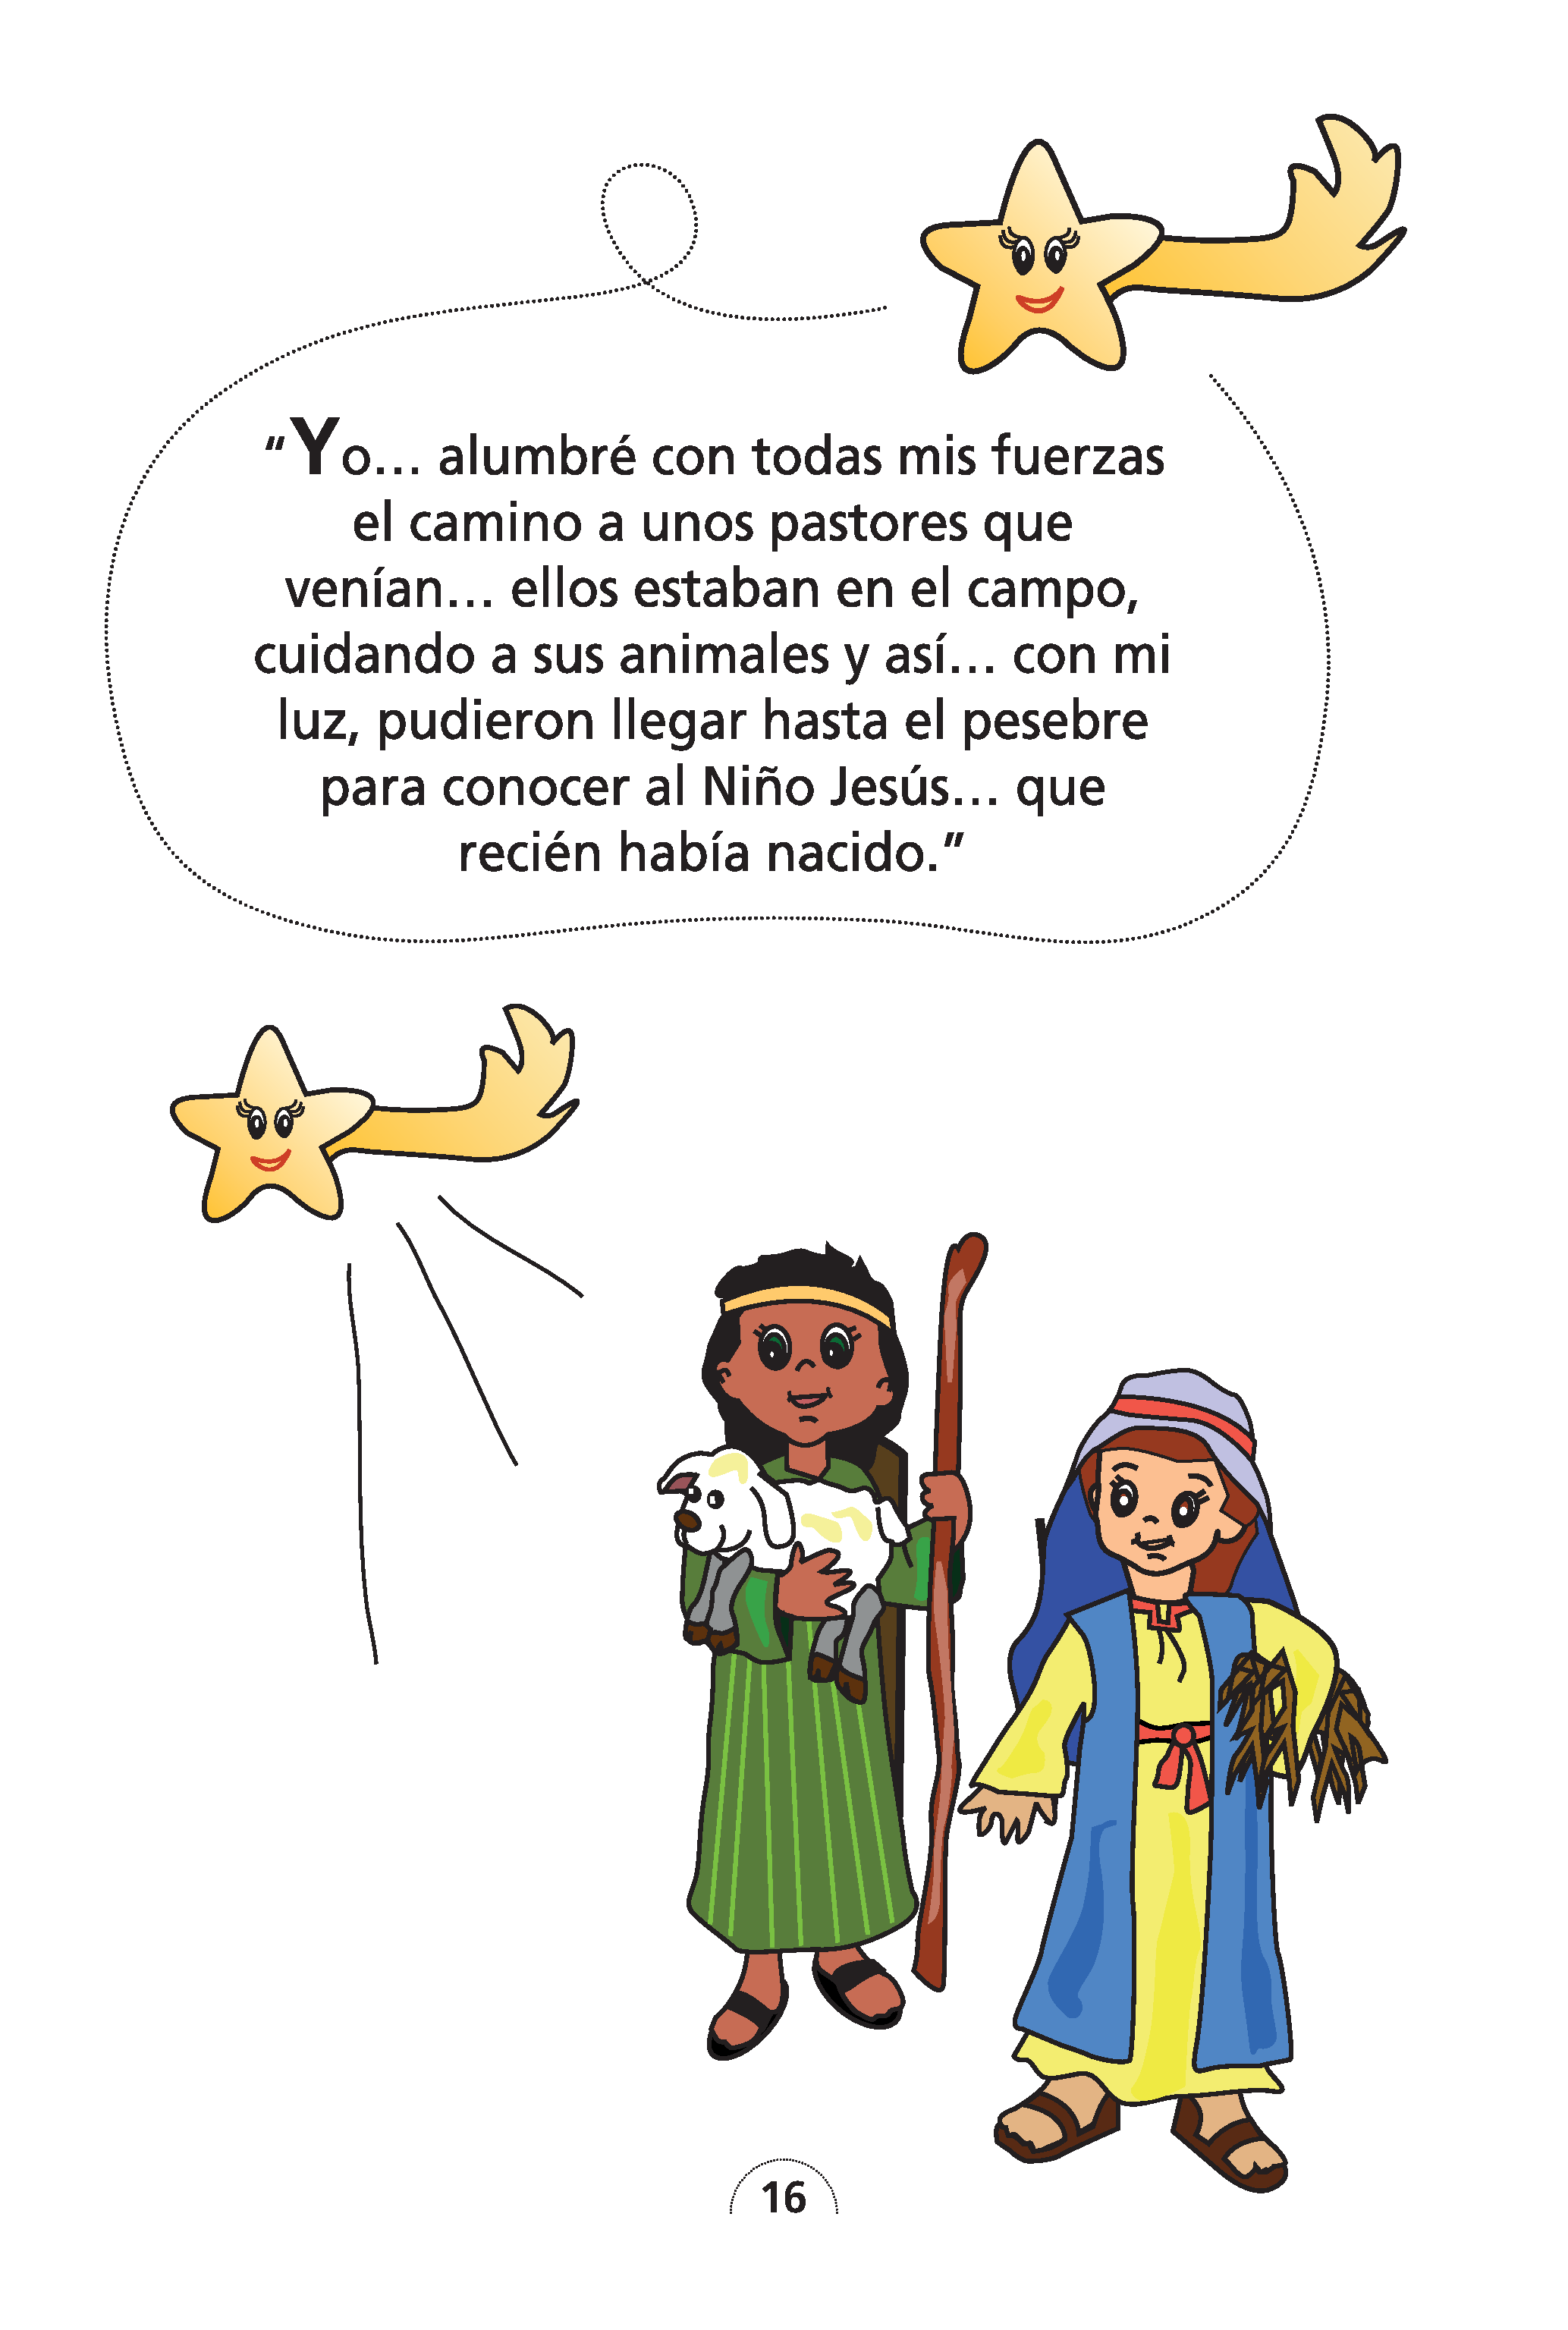 “Yo... alumbré con todas mis fuerzas
el camino a unos pastores que
venían... ellos estaban en el campo,
cuidando a sus animales y así... con mi
luz, pudieron llegar hasta el pesebre
para conocer al Niño Jesús... que
recién había nacido.”
16